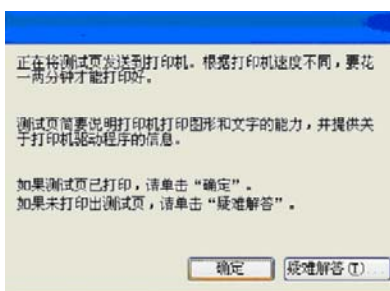 正在将测试页发送到打印机。根据打印机速度不同，要花
一两分钟才能打印好。
测试页简要说明打印机打印图形和文字的能力，并提供关
于打印机驱动程序的信息。
如果测试页已打印，请单击“确定”。
如果未打印出测试页，请单击“疑难解答”。
确定
疑难解答(T)...